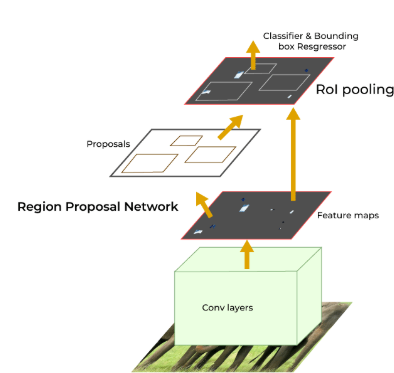 Classifier & Bounding
box Resgressor
RoI pooling
Proposals
Region Proposal Network
Feature maps
Conv layers